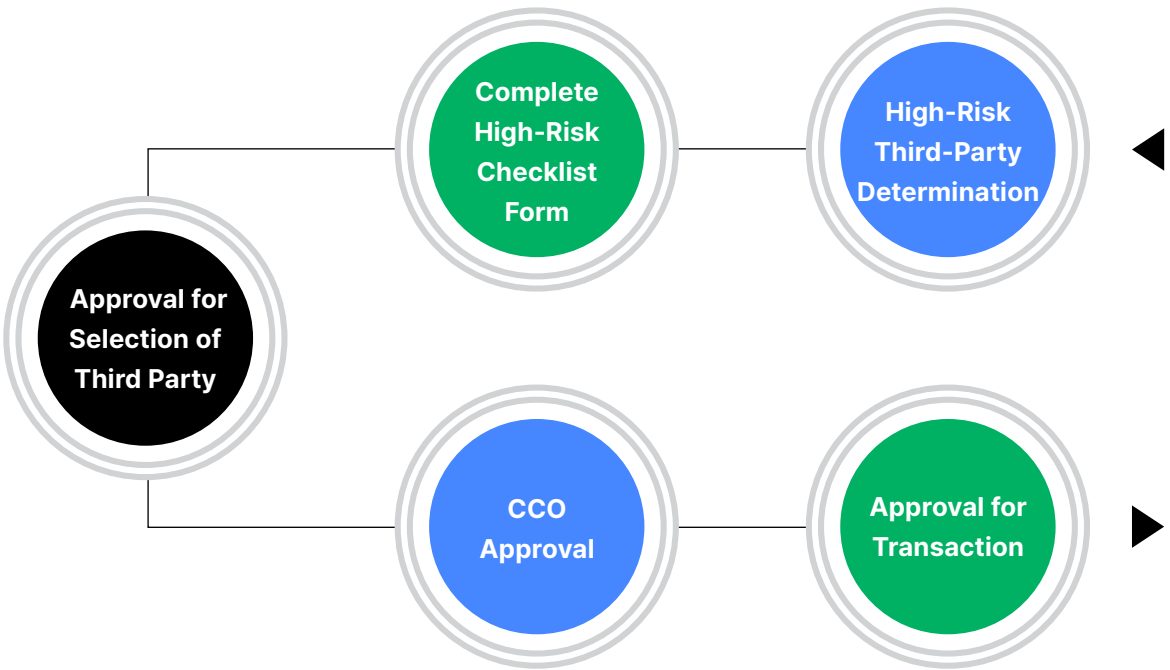 Complete
High-Risk
Checklist
Form
High-Risk
Third-Party
Determination
Approval for
Selection of
Third Party
CCO
Approval
Approval for
Transaction